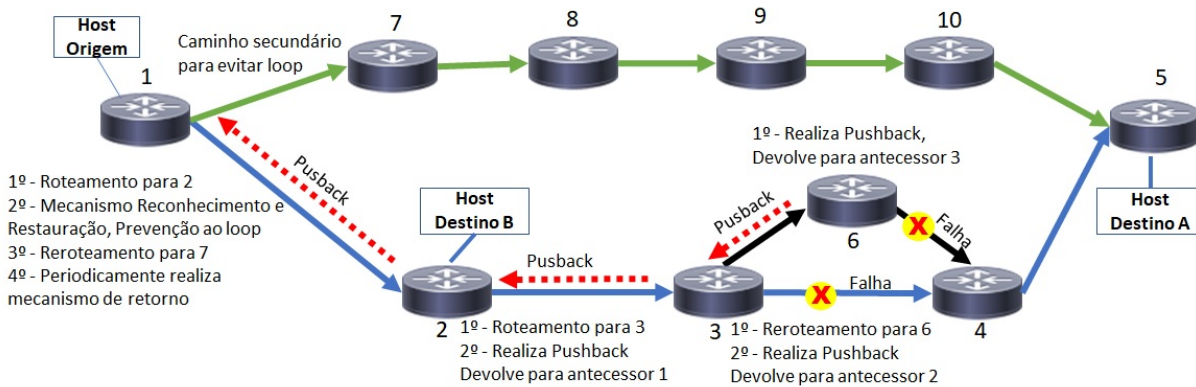 Host
Origem
1
Caminho secundário
para evitar loop
7
8
9
10
5
Pusback
1º - Roteamento para 2
2º - Mecanismo Reconhecimento e
Restauração, Prevenção ao loop
3º - Reroteamento para 7
4º - Periodicamente realiza
mecanismo de retorno
Host
Destino B
1º - Realiza Pushback,
Devolve para antecessor 3
Host
Destino A
Pusback
6
X
Falha
Pusback
2
3
X
Falha
4
1º - Roteamento para 3
2º - Realiza Pushback
Devolve para antecessor 1
1º - Reroteamento para 6
2º - Realiza Pushback
Devolve para antecessor 2